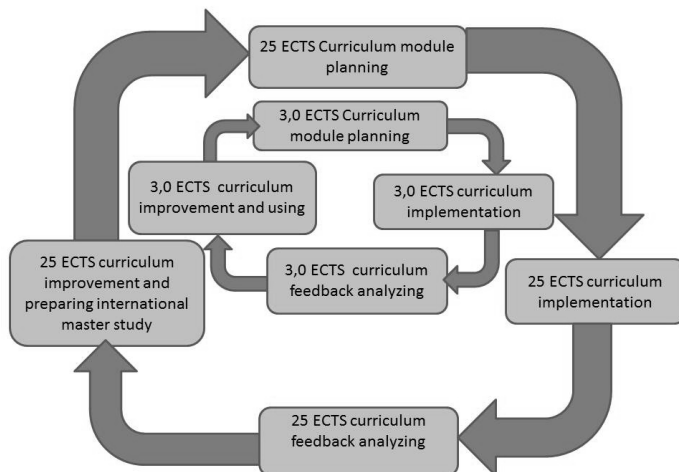 25 ECTS Curriculum module
planning
3,0 ECTS Curriculum
module planning
3,0 ECTS curriculum
improvement and using
3,0 ECTS curriculum
implementation
3,0 ECTS curriculum
feedback analyzing
25 ECTS curriculum
improvement and
preparing international
master study
25 ECTS curriculum
implementation
25 ECTS curriculum
feedback analyzing